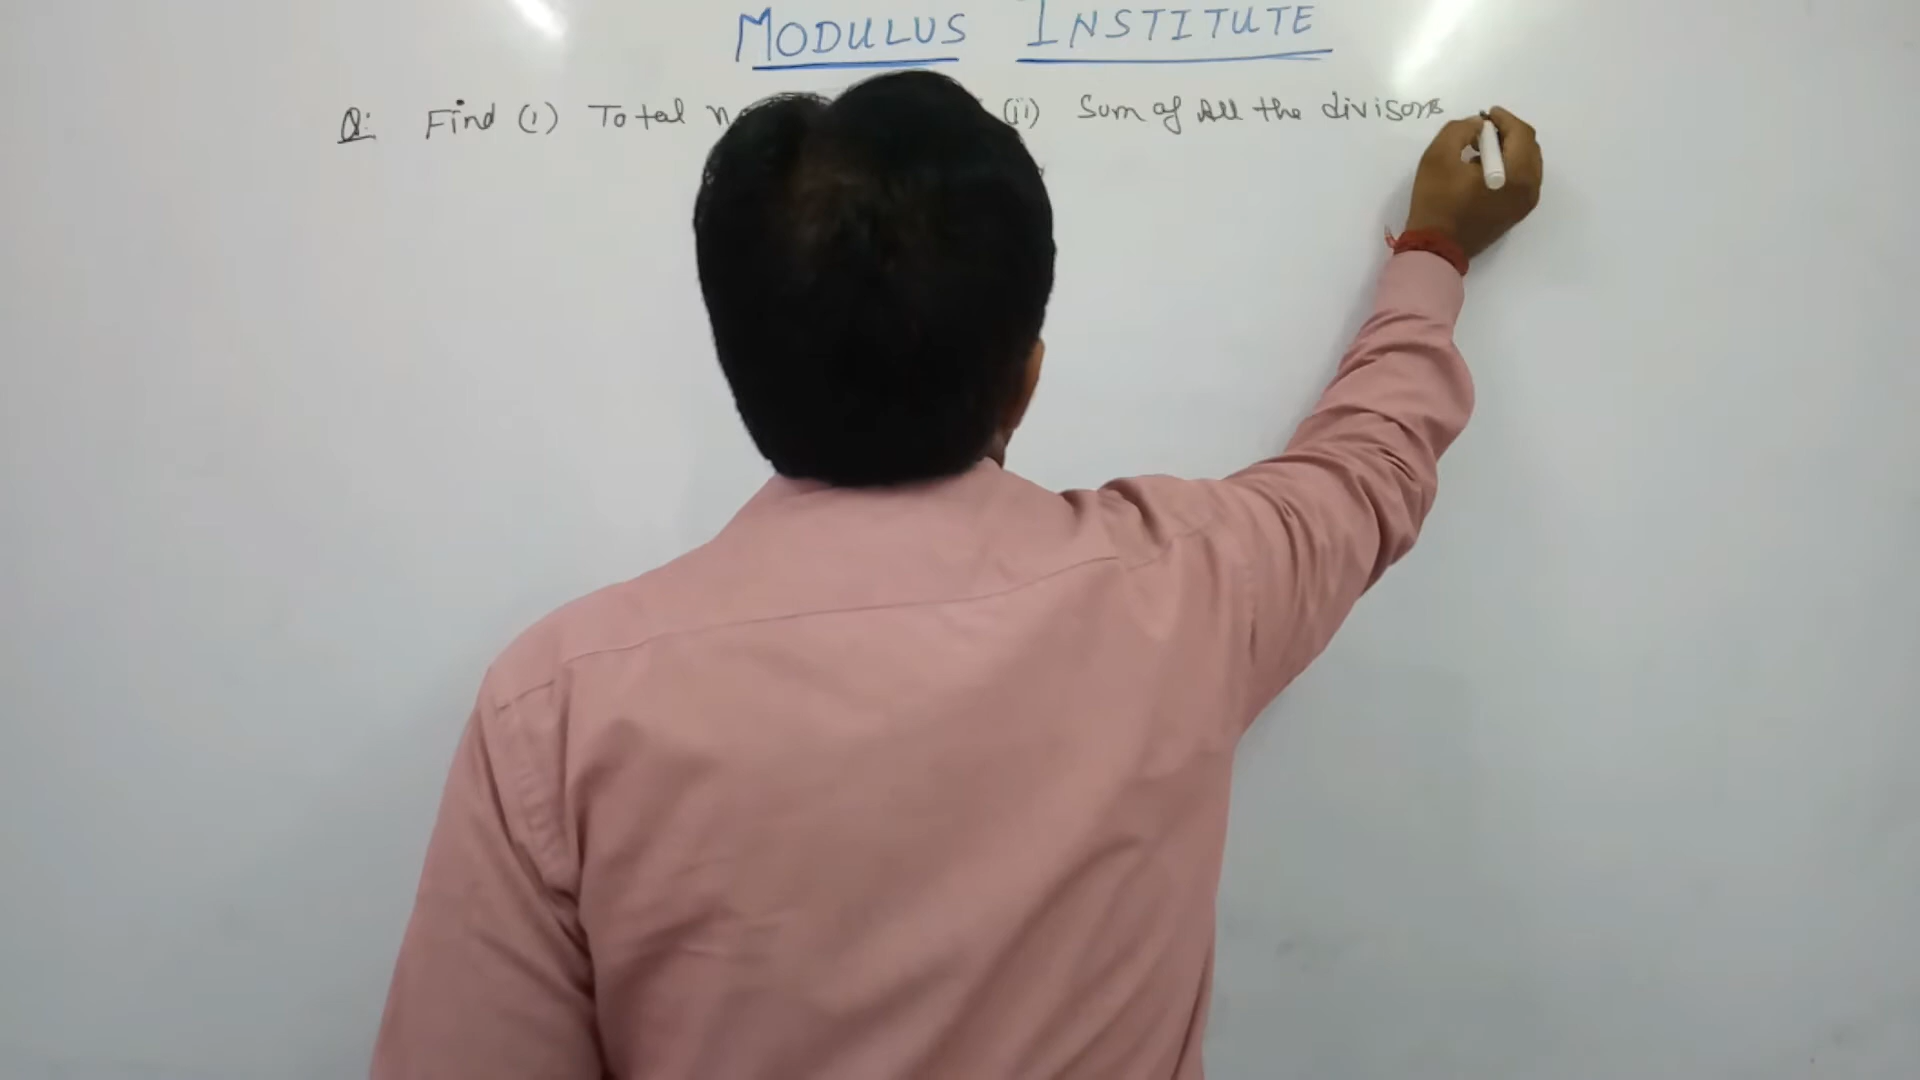 MODULUS INSTITUTE
Q: Find (i) Total (ii) Sum of All the divisors